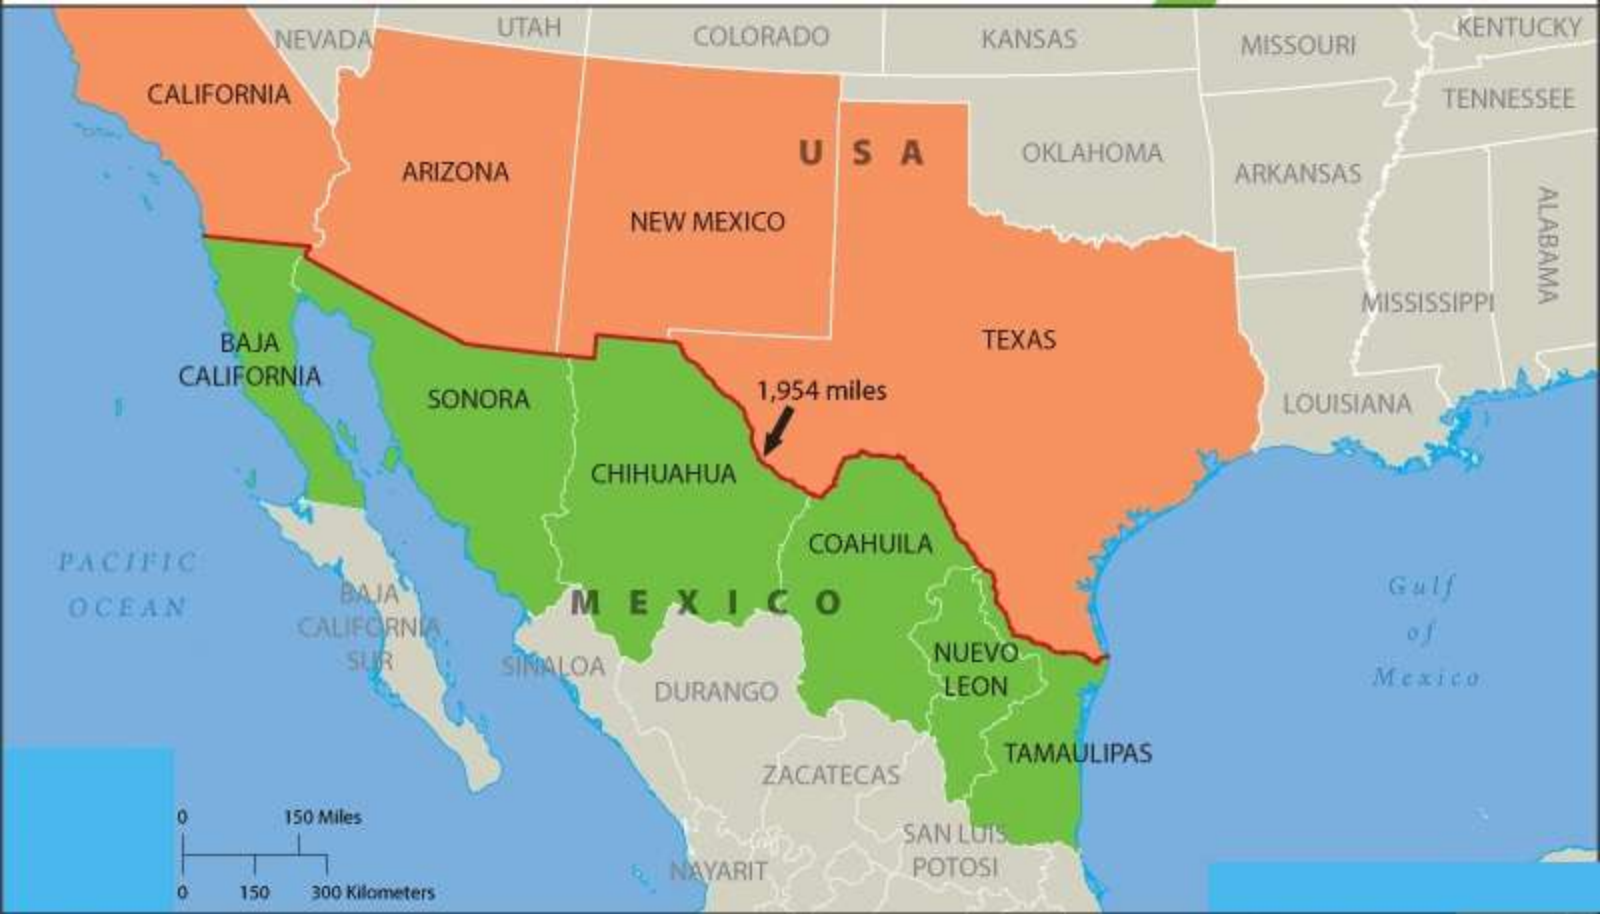 NEVADA
UTAH
COLORADO
KANSAS
MISSOURI
KENTUCKY
CALIFORNIA
TENNESSEE
ARIZONA
USA
OKLAHOMA
ARKANSAS
NEW MEXICO
ALABAMA
MISSISSIPPI
TEXAS
BAJA
CALIFORNIA
SONORA
1,954 miles
LOUISIANA
CHIHUAHUA
COAHUILA
PACIFIC
OCEAN
MEXICO
Gulf
of
Mexico
BAJA
CALIFORNIA
SUR
SINALOA
DURANGO
NUEVO
LEON
TAMAULIPAS
ZACATECAS
SAN LUIS
POTOSI
NAYARIT
0 150 Miles
0 150 300 Kilometers